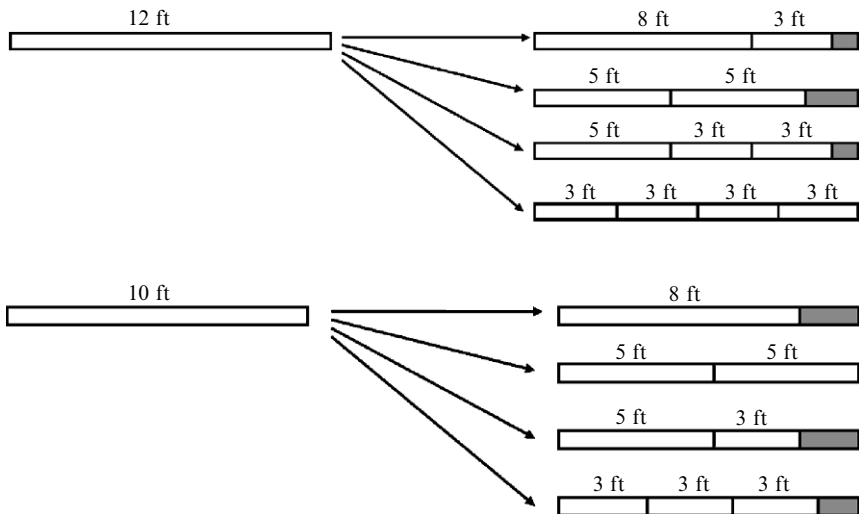 12 ft
8 ft 3 ft
5 ft 5 ft
5 ft 3 ft 3 ft
3 ft 3 ft 3 ft 3 ft
10 ft
8 ft
5 ft 5 ft
5 ft 3 ft
3 ft 3 ft 3 ft